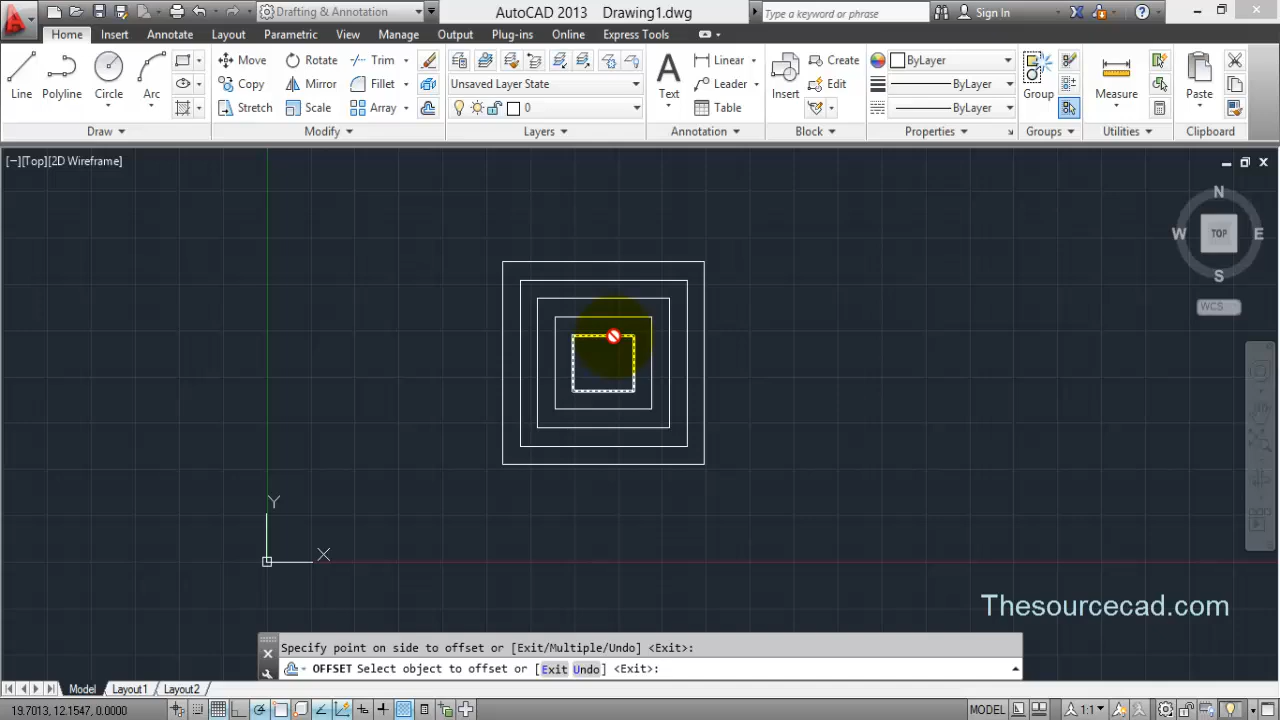 Drafting & Annotation
AutoCAD 2013 Drawing1.dwg
Type a keyword or phrase
Sign In
Home Insert Annotate Layout Parametric View Manage Output Plug-ins Online Express Tools
Line Polyline Circle Arc
Move Rotate Trim
Copy Mirror Fillet
Stretch Scale Array
Unsaved Layer State
0
Text
Linear
Leader
Table
Insert
Create
Edit
ByLayer
ByLayer
ByLayer
Group
Measure
Paste
Draw Modify Layers Annotation Block Properties Groups Utilities Clipboard
[−][Top][2D Wireframe]
N
W TOP E
S
WCS
Y
X
Thesourcecad.com
Specify point on side to offset or [Exit/Multiple/Undo] <Exit>:
OFFSET Select object to offset or [Exit Undo] <Exit>:
Model Layout1 Layout2
19.7013, 12.1547, 0.0000
MODEL
1:1